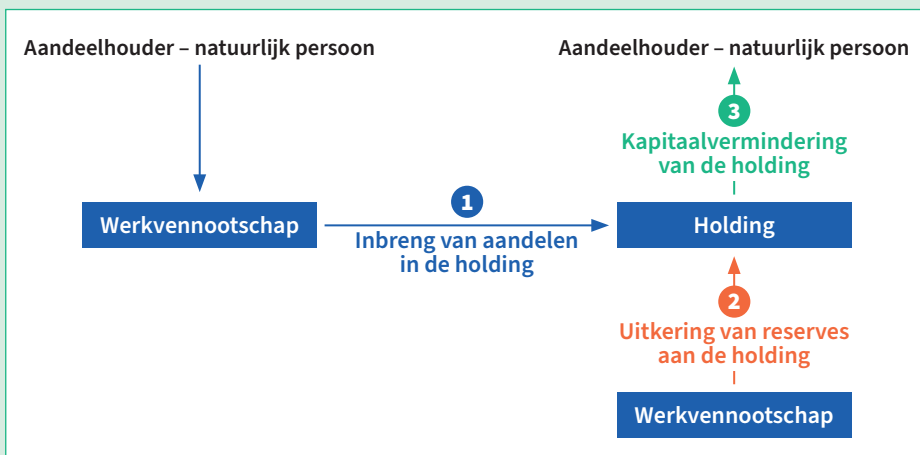 Aandeelhouder – natuurlijk persoon
Aandeelhouder – natuurlijk persoon
3
Kapitaalvermindering
van de holding
Werkvennootschap
1
Inbreng van aandelen
in de holding
Holding
2
Uitkering van reserves
aan de holding
Werkvennootschap